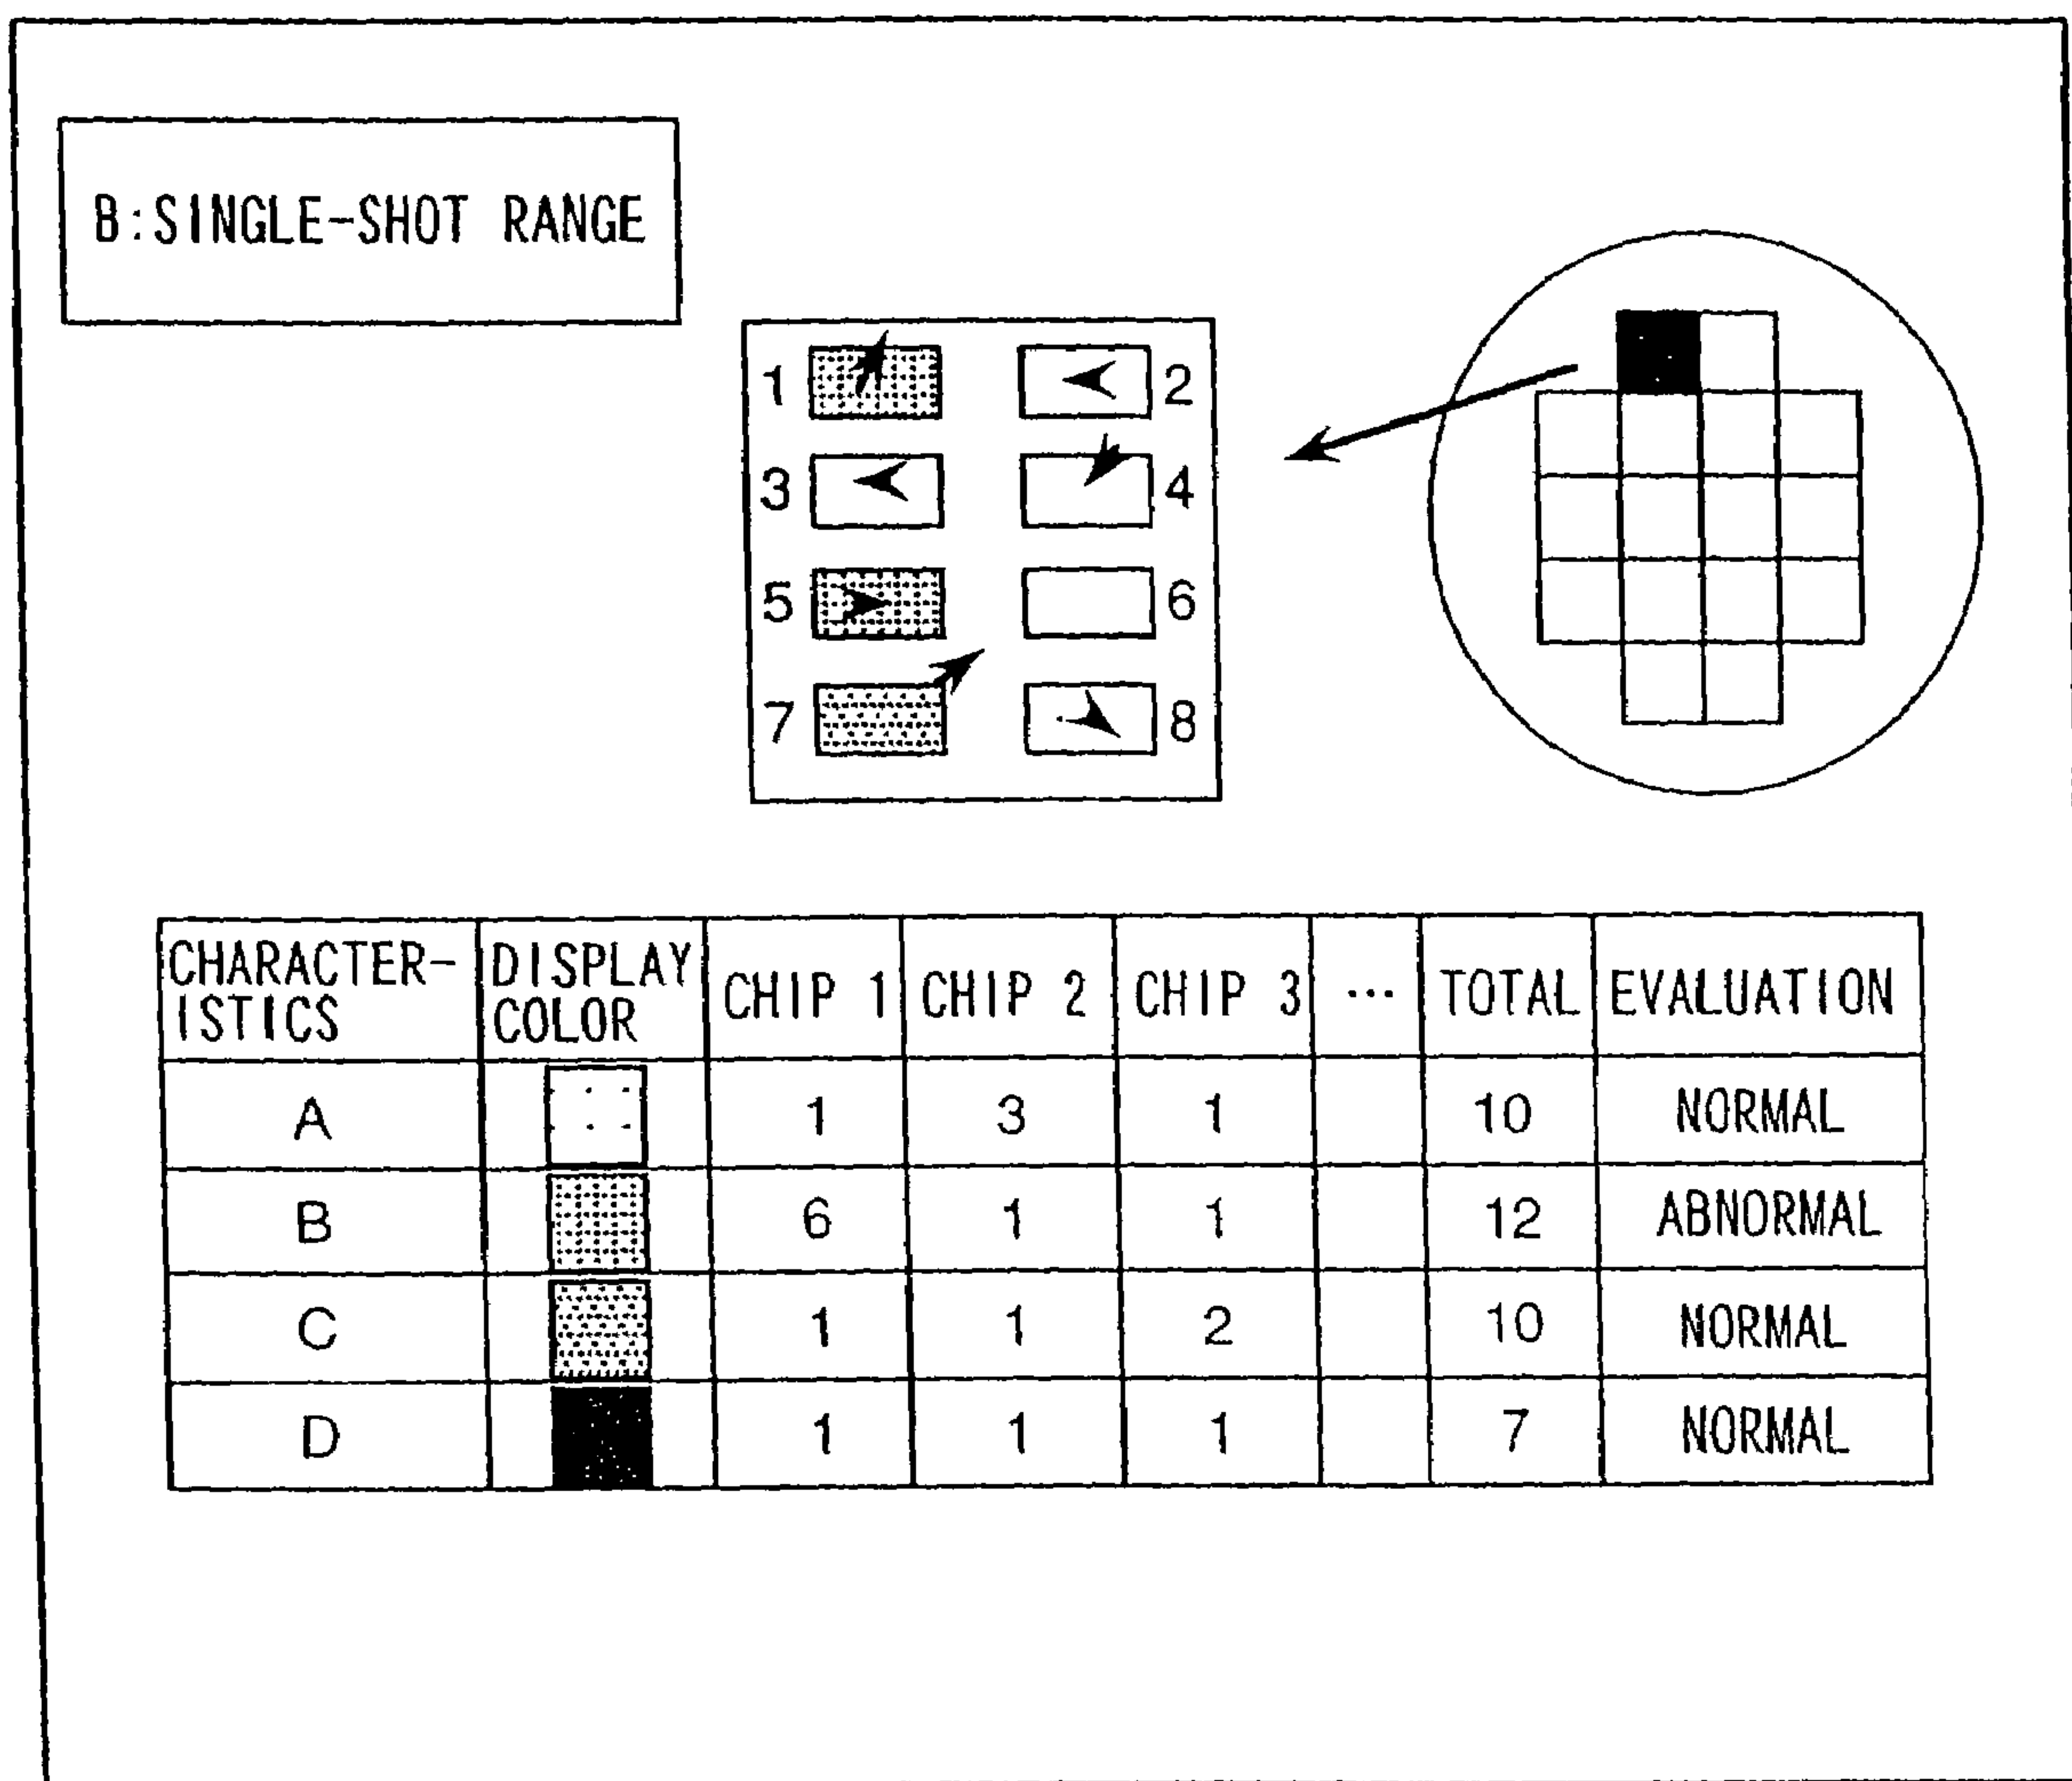 B:SINGLE-SHOT RANGE
1 2
3 4
5 6
7 8
CHARACTER-
ISTICS DISPLAY
COLOR CHIP 1 CHIP 2 CHIP 3 ... TOTAL EVALUATION
A 1 3 1 10 NORMAL
B 6 1 1 12 ABNORMAL
C 1 1 2 10 NORMAL
D 1 1 1 7 NORMAL